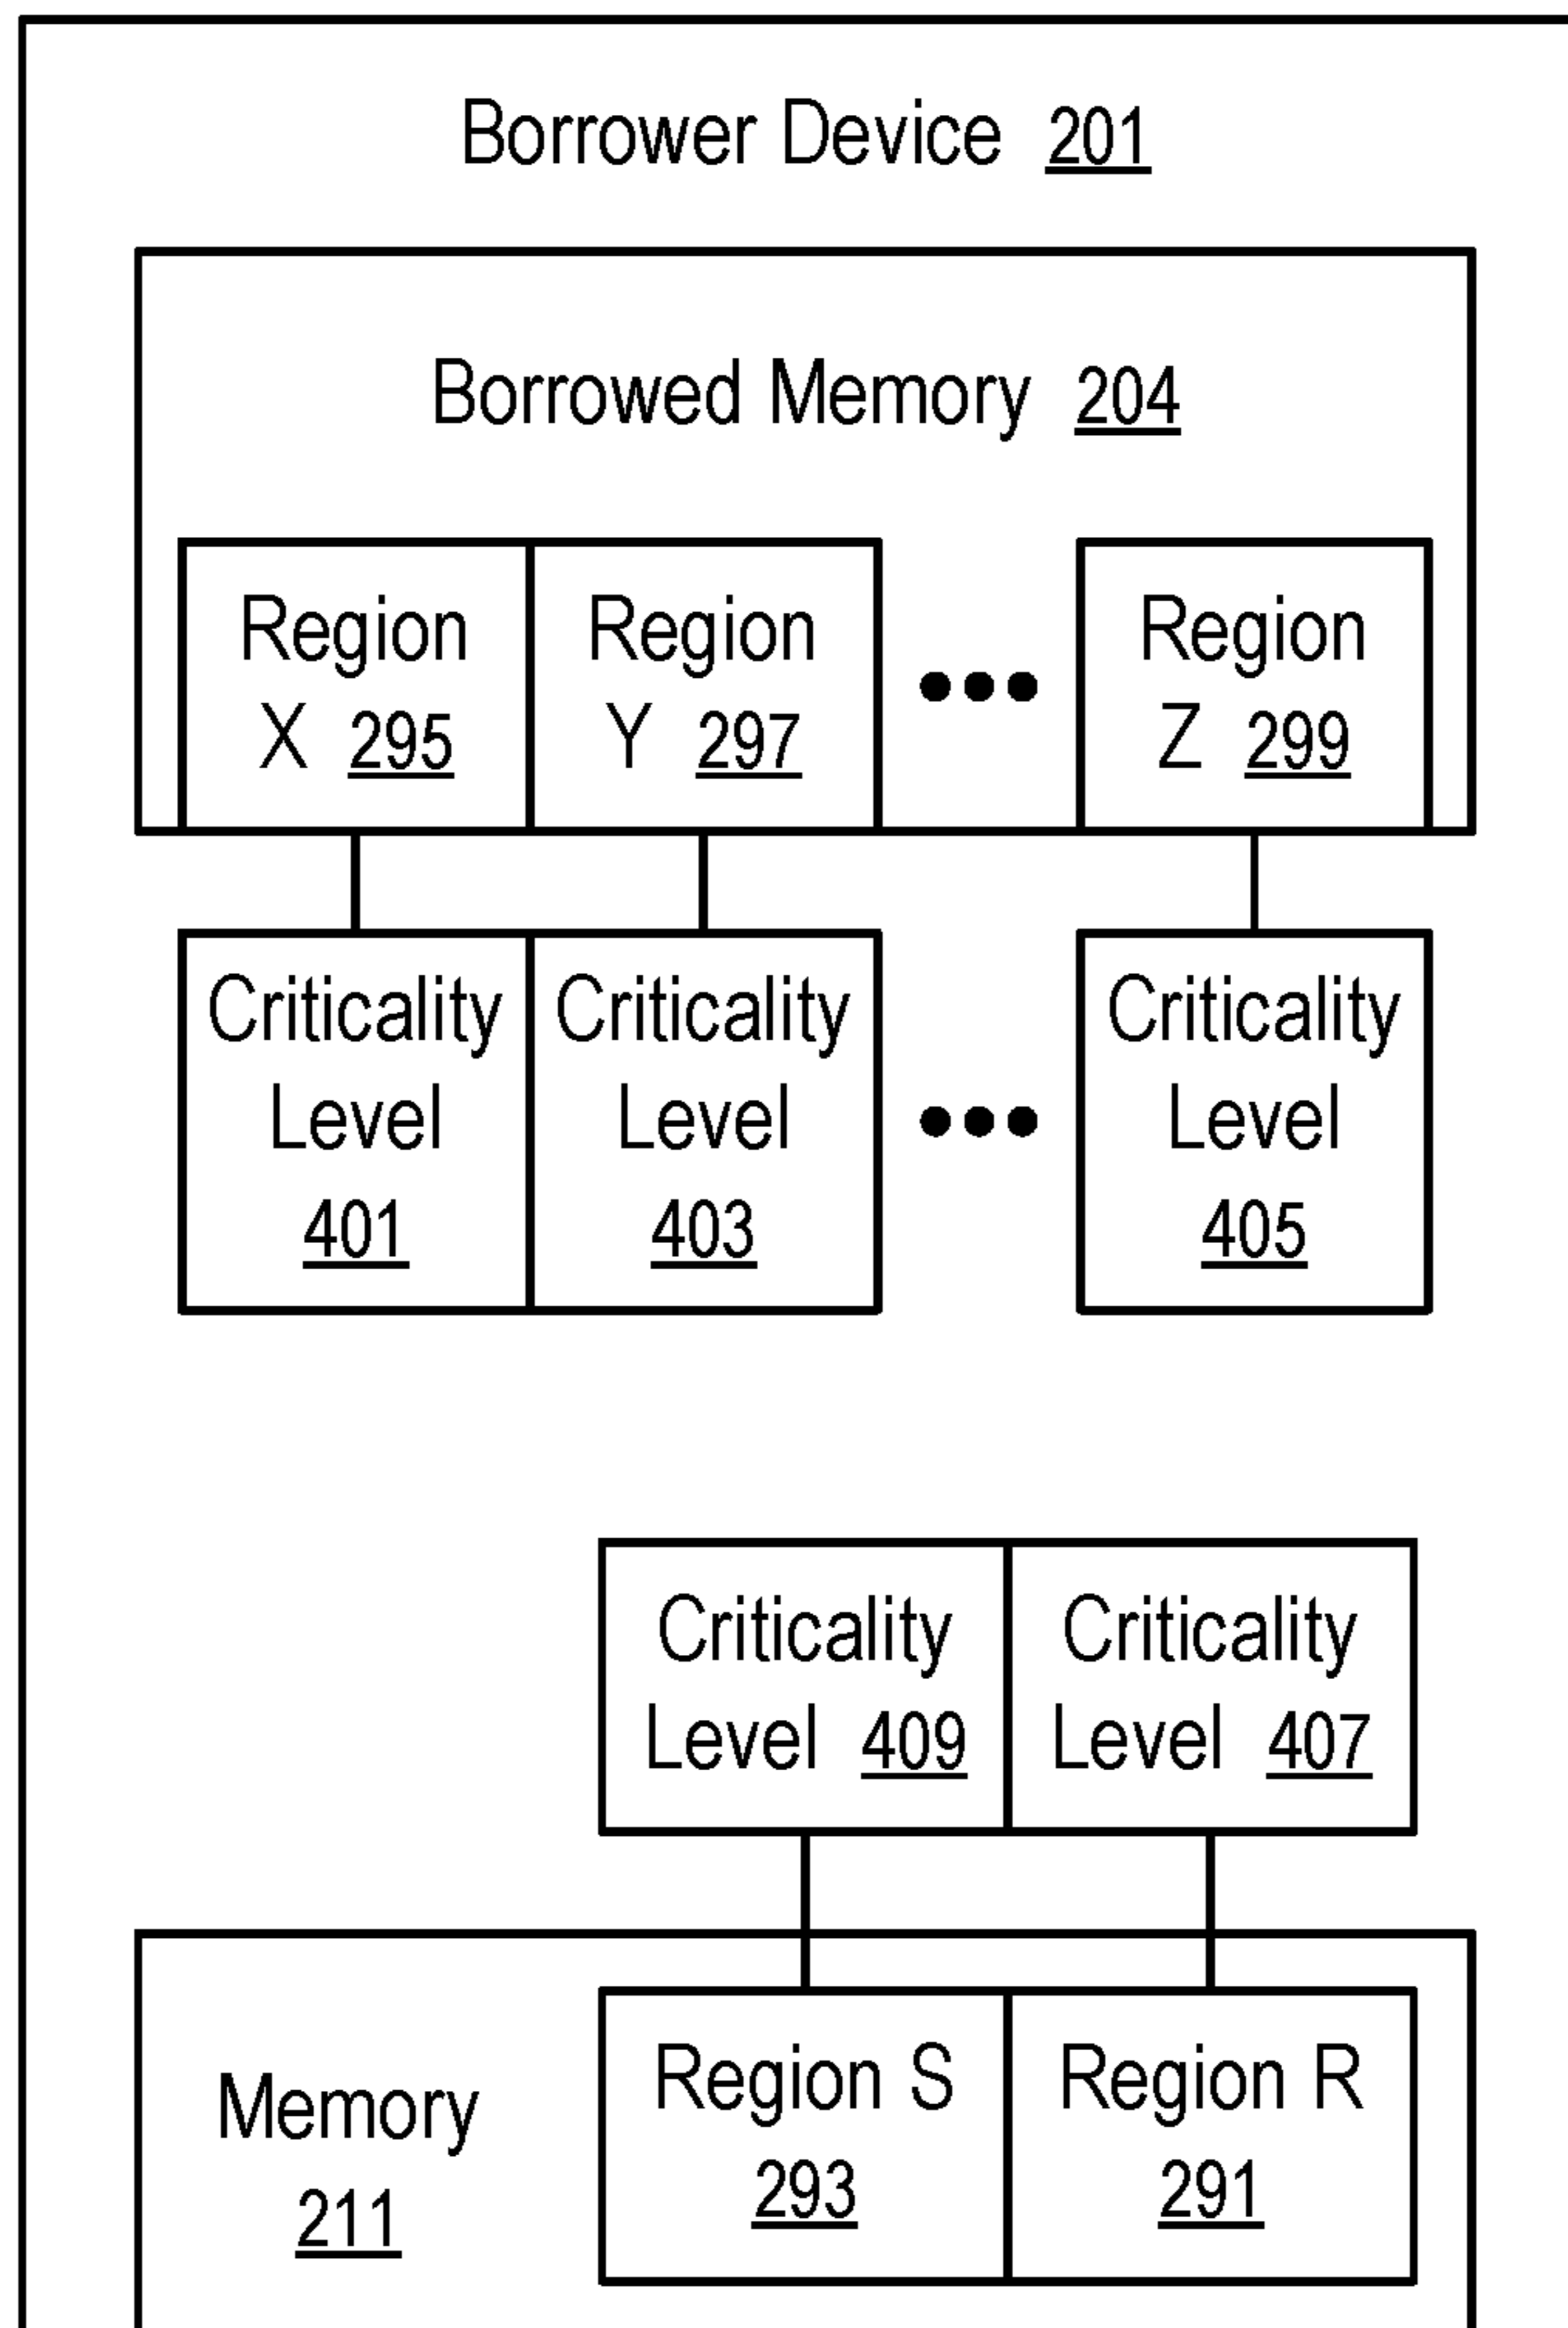 Borrower Device 201
Borrowed Memory 204
Region
X 295
Region
Y 297
Region
Z 299
Criticality
Level
401
Criticality
Level
403
Criticality
Level
405
Criticality
Level 409
Criticality
Level 407
Memory
211
Region S
293
Region R
291